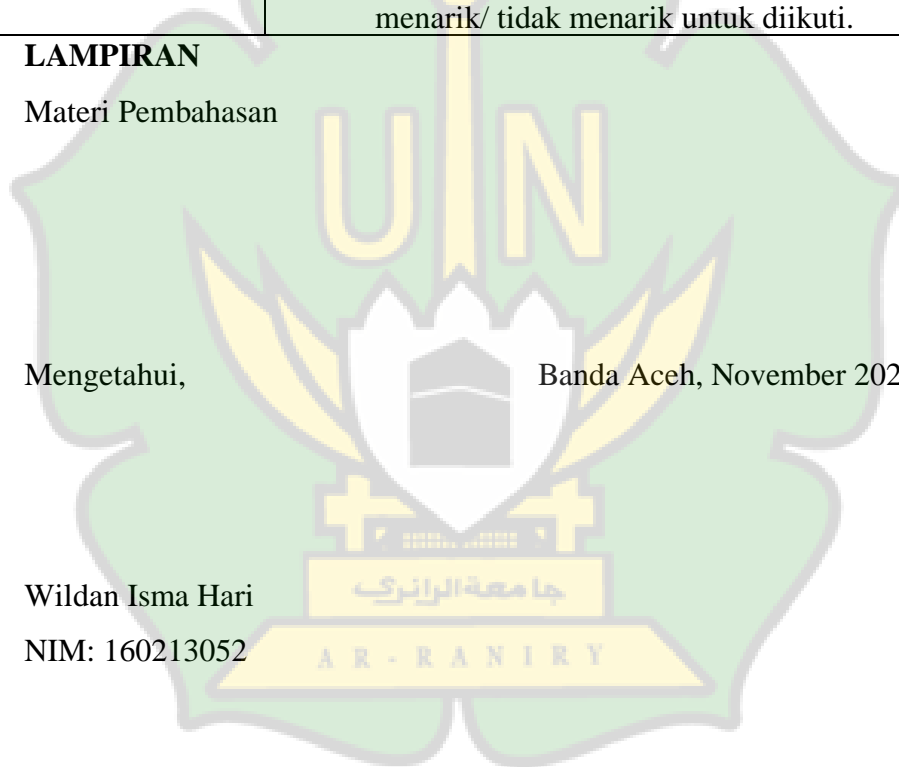 menarik/ tidak menarik untuk diikuti.
LAMPIRAN
Materi Pembahasan
UIN
Mengetahui,
Banda Aceh, November 202
Wildan Isma Hari
جامعة الرانري
NIM: 160213052
AR-RANIRY